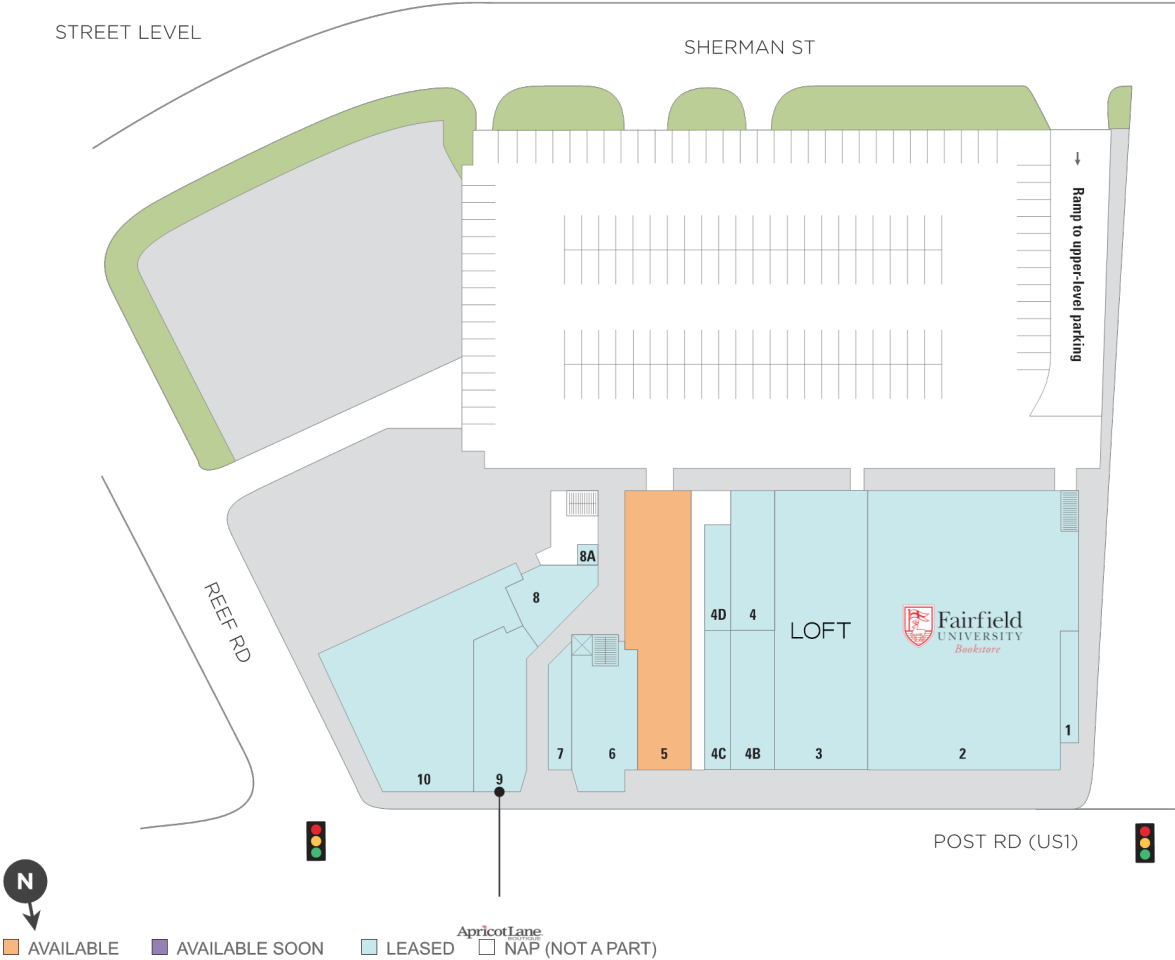 STREET LEVEL
SHERMAN ST
Ramp to upper-level parking
8A
8
4D
4
LOFT
Fairfield
UNIVERSITY
Bookstore
REEF RD
1
7
6
5
4C
4B
3
2
10
9
POST RD (US1)
N
ApricotLane
BOUTIQUE
AVAILABLE
AVAILABLE SOON
LEASED
NAP (NOT A PART)